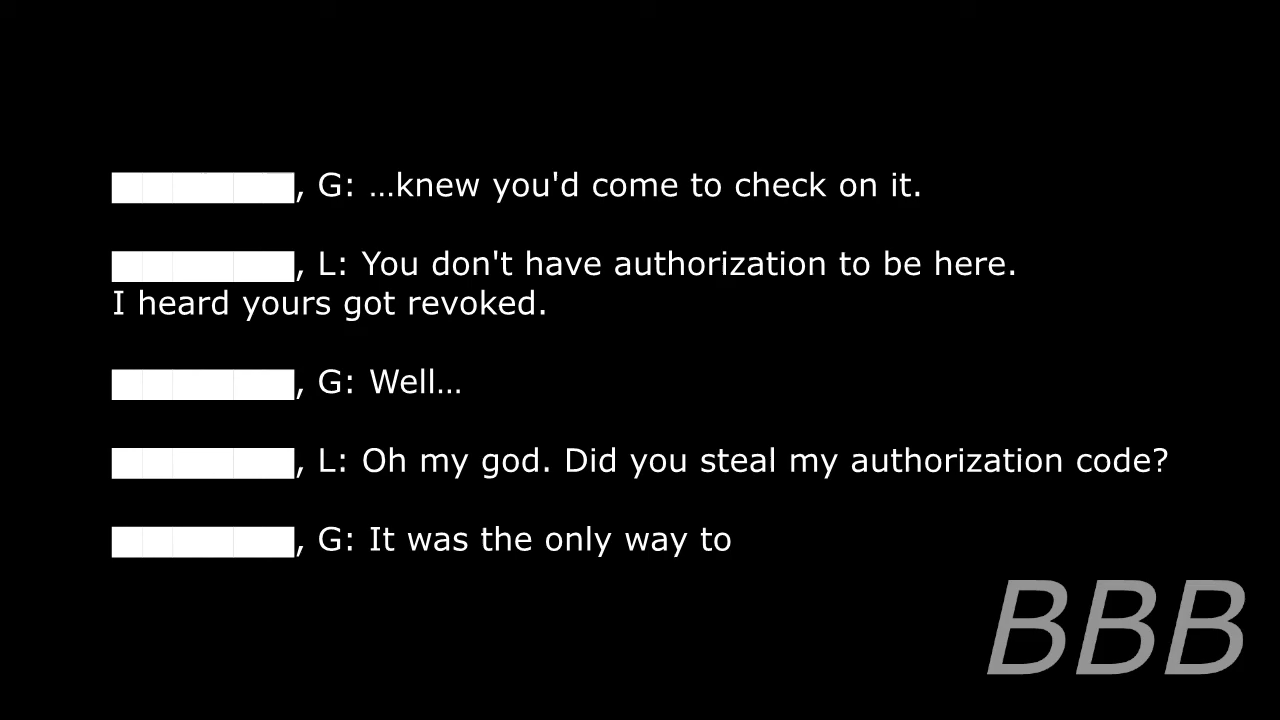 ██████, G: …knew you'd come to check on it.
██████, L: You don't have authorization to be here.
I heard yours got revoked.
██████, G: Well…
██████, L: Oh my god. Did you steal my authorization code?
██████, G: It was the only way to
BBB